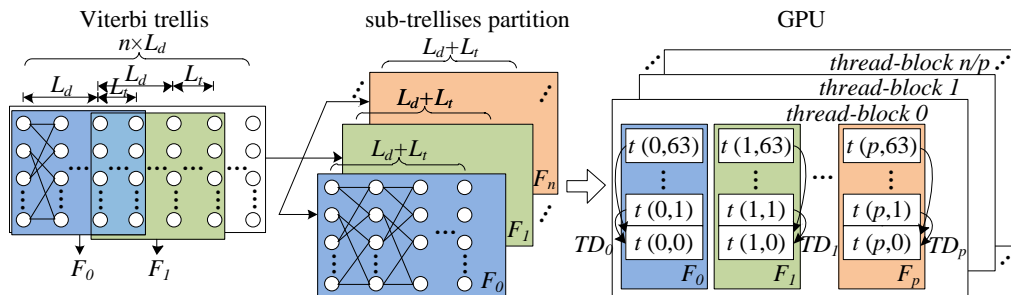 Viterbi trellis
n×L_d
L_d
L_t
L_d
L_t
F_0
F_1
sub-trellises partition
L_d+L_t
L_d+L_t
L_d+L_t
F_n
F_1
F_0
GPU
thread-block n/p
thread-block 1
thread-block 0
t (0,63)
t (1,63)
t (p,63)
t (0,1)
t (1,1)
t (p,1)
TD_0
t (0,0)
t (1,0)
TD_1
t (p,0)
TD_p
F_0
F_1
F_p